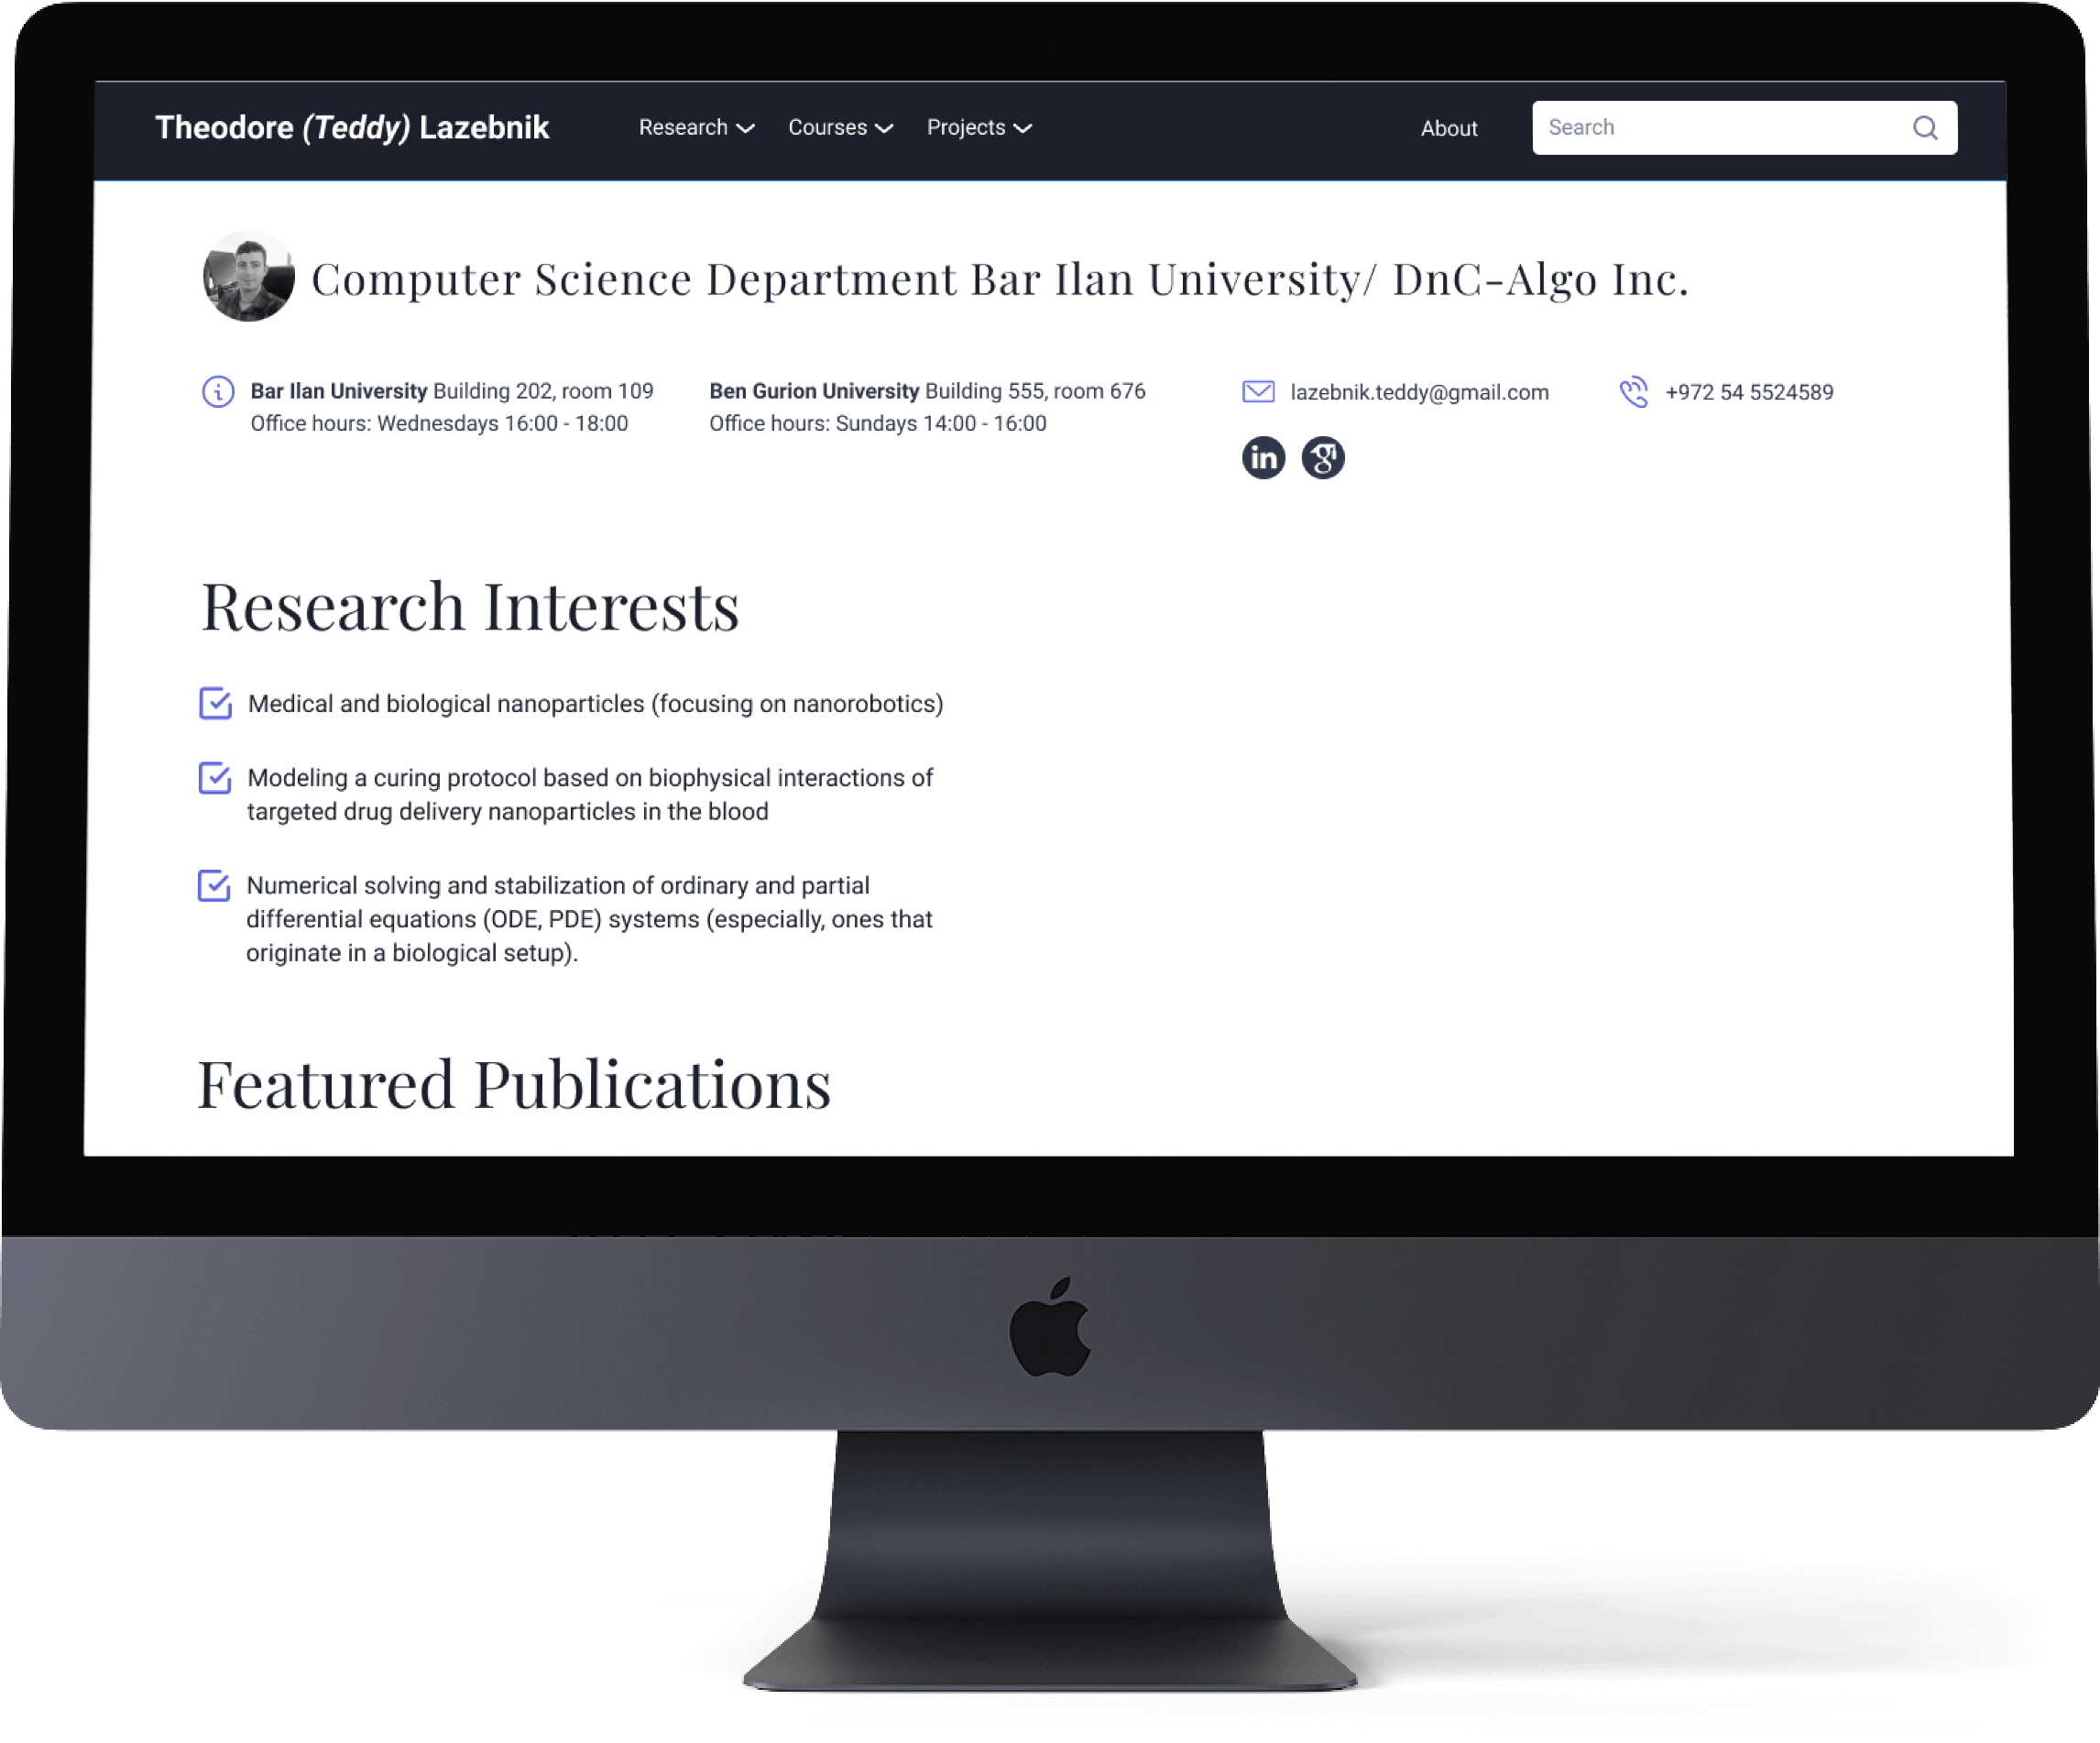 Theodore (Teddy) Lazebnik
Research
Courses
Projects
About
Search
Computer Science Department Bar Ilan University/ DnC-Algo Inc.
Bar Ilan University Building 202, room 109
Office hours: Wednesdays 16:00 - 18:00
Ben Gurion University Building 555, room 676
Office hours: Sundays 14:00 - 16:00
lazebnik.teddy@gmail.com
+972 54 5524589
in
Research Interests
Medical and biological nanoparticles (focusing on nanorobotics)
Modeling a curing protocol based on biophysical interactions of
targeted drug delivery nanoparticles in the blood
Numerical solving and stabilization of ordinary and partial
differential equations (ODE, PDE) systems (especially, ones that
originate in a biological setup).
Featured Publications